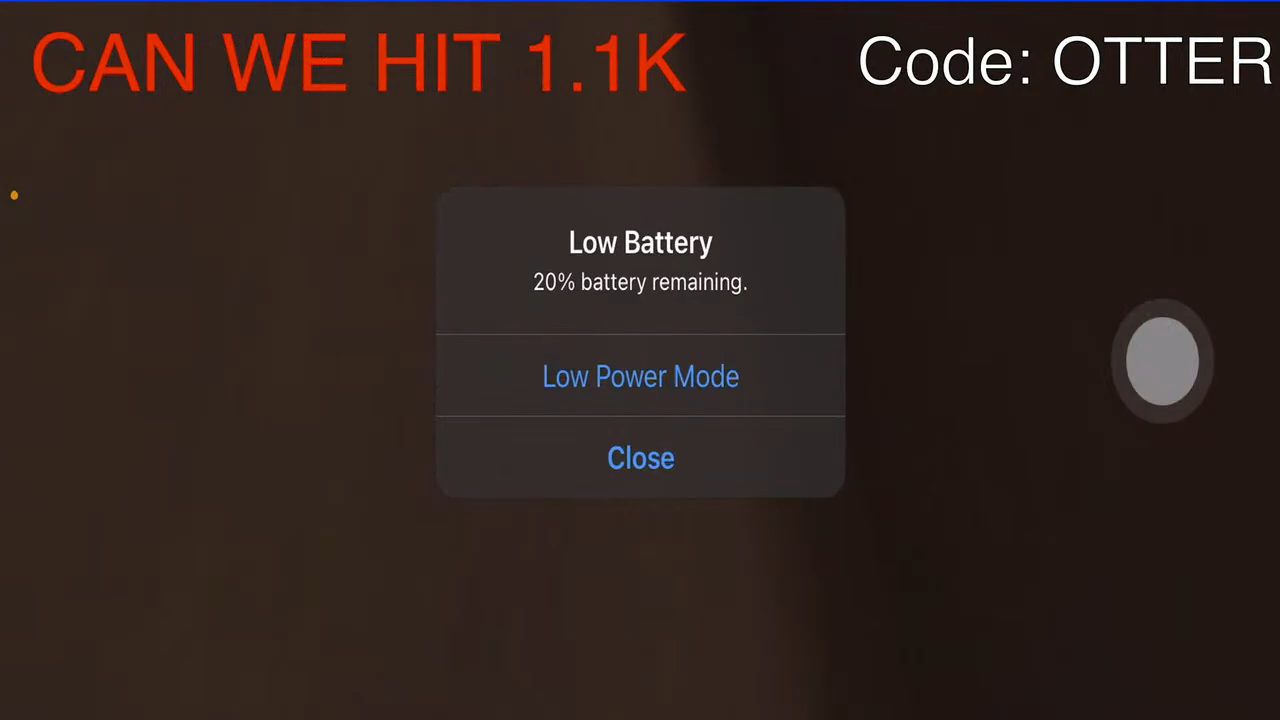 CAN WE HIT 1.1K
Code: OTTER
Low Battery
20% battery remaining.
Low Power Mode
Close